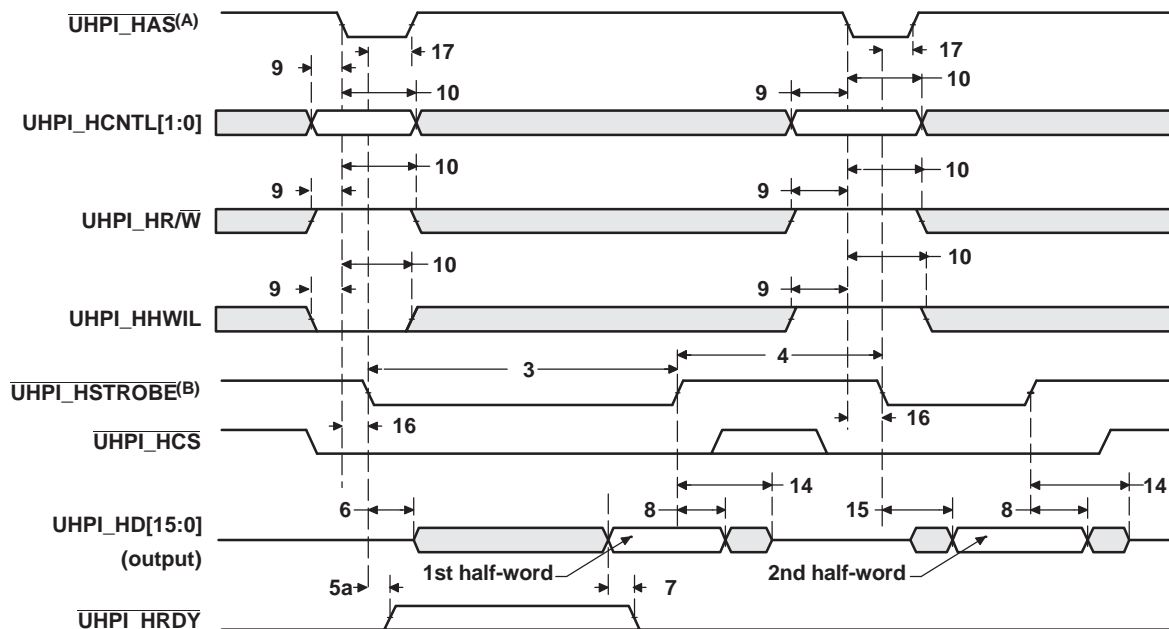 UHPI_HAS(A)
17
17
9
10
9
10
UHPI_HCNTL[1:0]
10
10
9
9
UHPI_HR/W
10
10
9
9
UHPI_HHWIL
3
4
UHPI_HSTROBE(B)
16
16
UHPI_HCS
14
14
6
8
15
8
UHPI_HD[15:0]
(output)
1st half-word
2nd half-word
5a
7
UHPI_HRDY